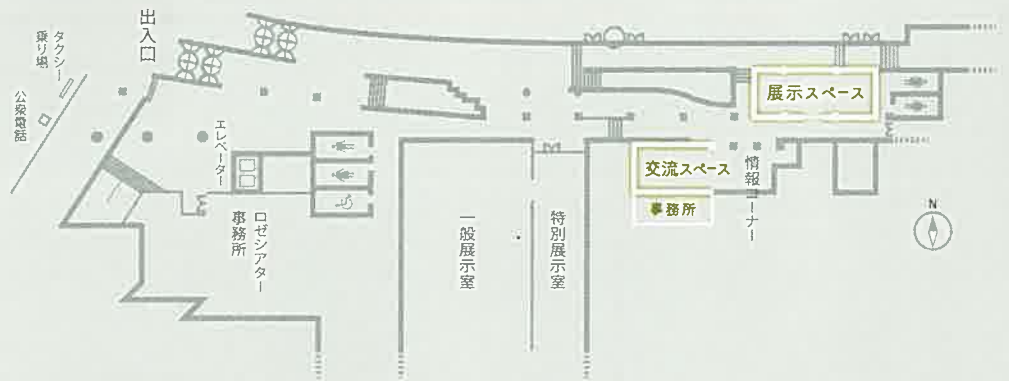 出入口
タクシー
乗り場
公衆電話
エレベーター
ロゼシアター
事務所
一般展示室
特別展示室
展示スペース
交流スペース
事務所
情報コーナー
N